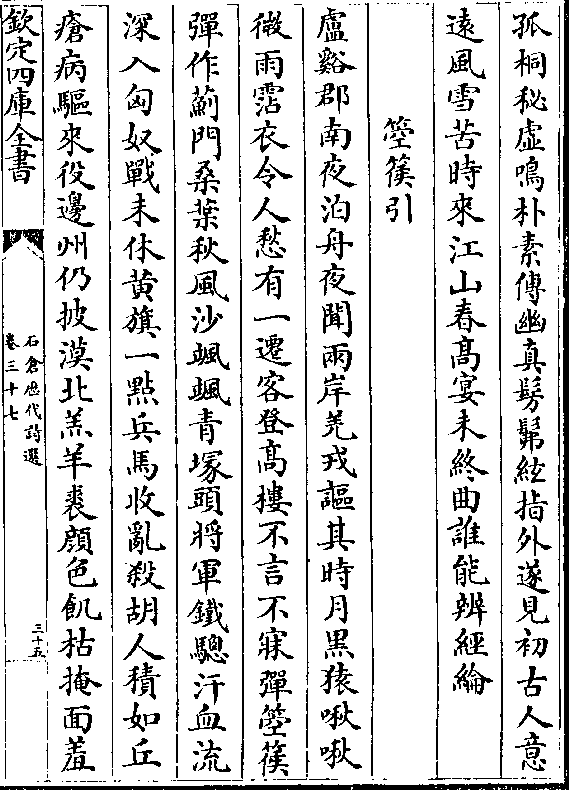 孤桐秘虛鳴朴素傳幽真髣髴絃指外遂見初古人意
遠風雪苦時來江山春髙宴未終曲誰能辨經綸
箜篌引
盧谿郡南夜泊舟夜聞兩岸羌戎謳其時月黒猿啾啾
微雨霑衣令人愁有一遷客登髙樓不言不寐彈箜篌
彈作薊門桑葉秋風沙颯颯青塚頭將軍鐵驄汗血流
深入匈奴戰未休黄旗一點兵馬收亂殺胡人積如丘
瘡病驅來役邊州仍披漠北羔羊裘顔色飢枯掩面羞
欽定四庫全書
石倉歴代詩選
卷三十七
三十五